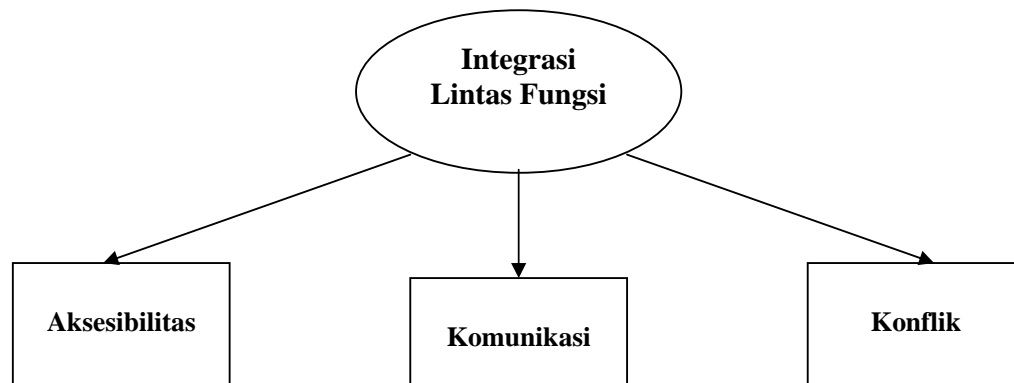 Integrasi
Lintas Fungsi
Aksesibilitas
Komunikasi
Konflik